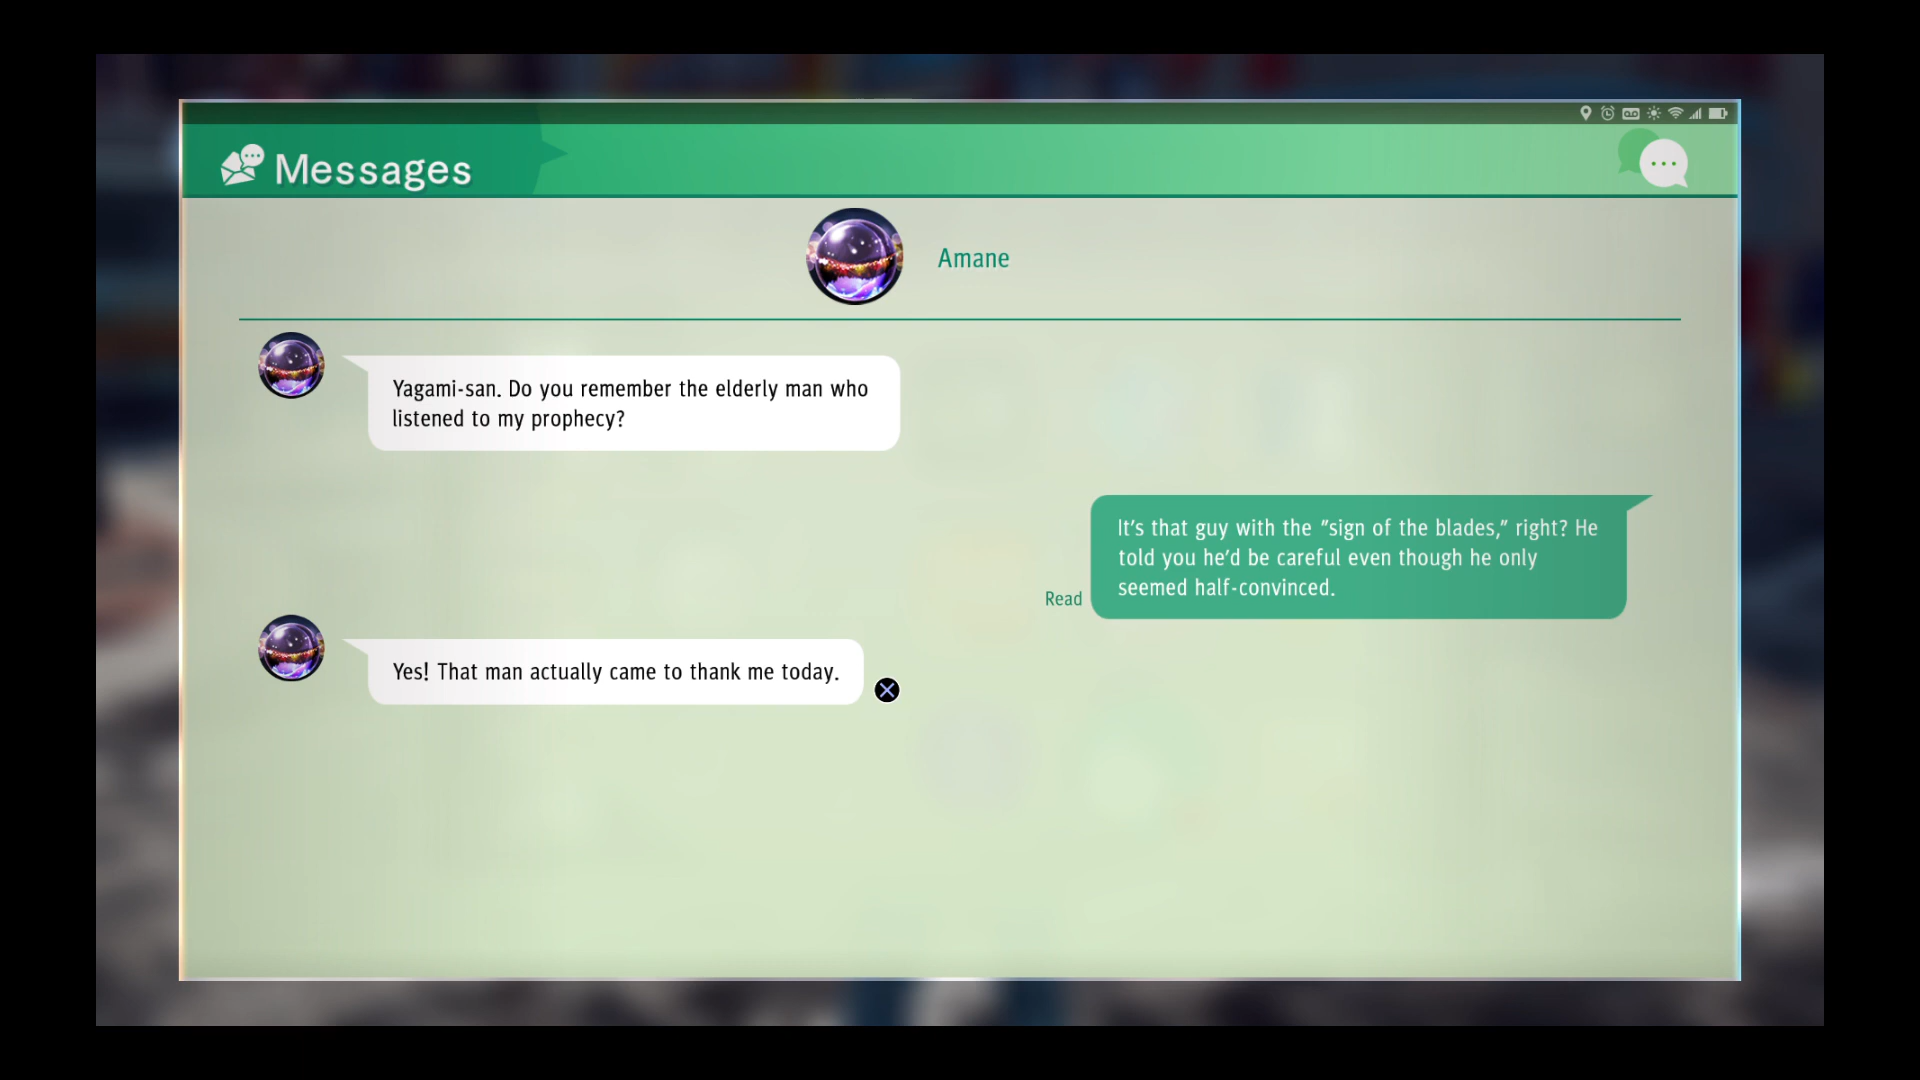 Messages
Amane
Yagami-san. Do you remember the elderly man who
listened to my prophecy?
It's that guy with the "sign of the blades," right? He
told you he'd be careful even though he only
seemed half-convinced.
Read
Yes! That man actually came to thank me today.